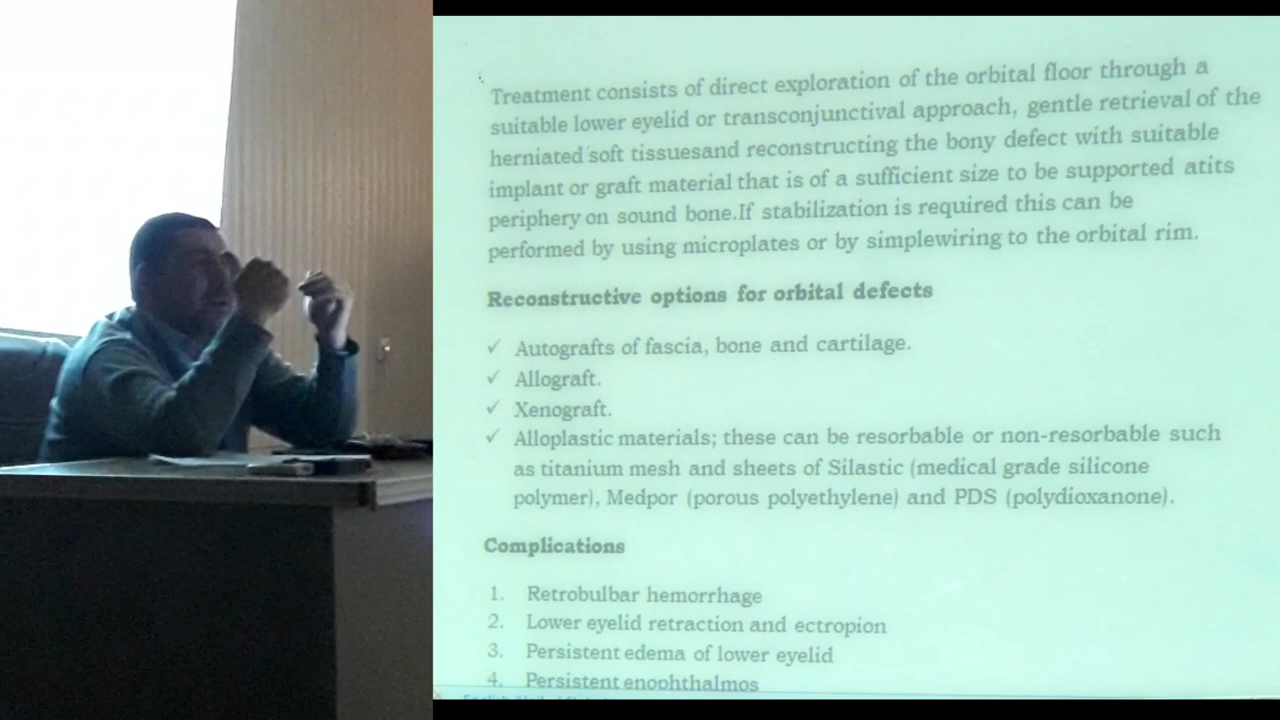 Treatment consists of direct exploration of the orbital floor through a
suitable lower eyelid or transconjunctival approach, gentle retrieval of the
herniated soft tissuesand reconstructing the bony defect with suitable
implant or graft material that is of a sufficient size to be supported atits
periphery on sound bone.If stabilization is required this can be
performed by using microplates or by simplewiring to the orbital rim.
Reconstructive options for orbital defects
✓ Autografts of fascia, bone and cartilage.
✓ Allograft.
✓ Xenograft.
✓ Alloplastic materials; these can be resorbable or non-resorbable such
as titanium mesh and sheets of Silastic (medical grade silicone
polymer), Medpor (porous polyethylene) and PDS (polydioxanone).
Complications
1. Retrobulbar hemorrhage
2. Lower eyelid retraction and ectropion
3. Persistent edema of lower eyelid
4. Persistent enophthalmos